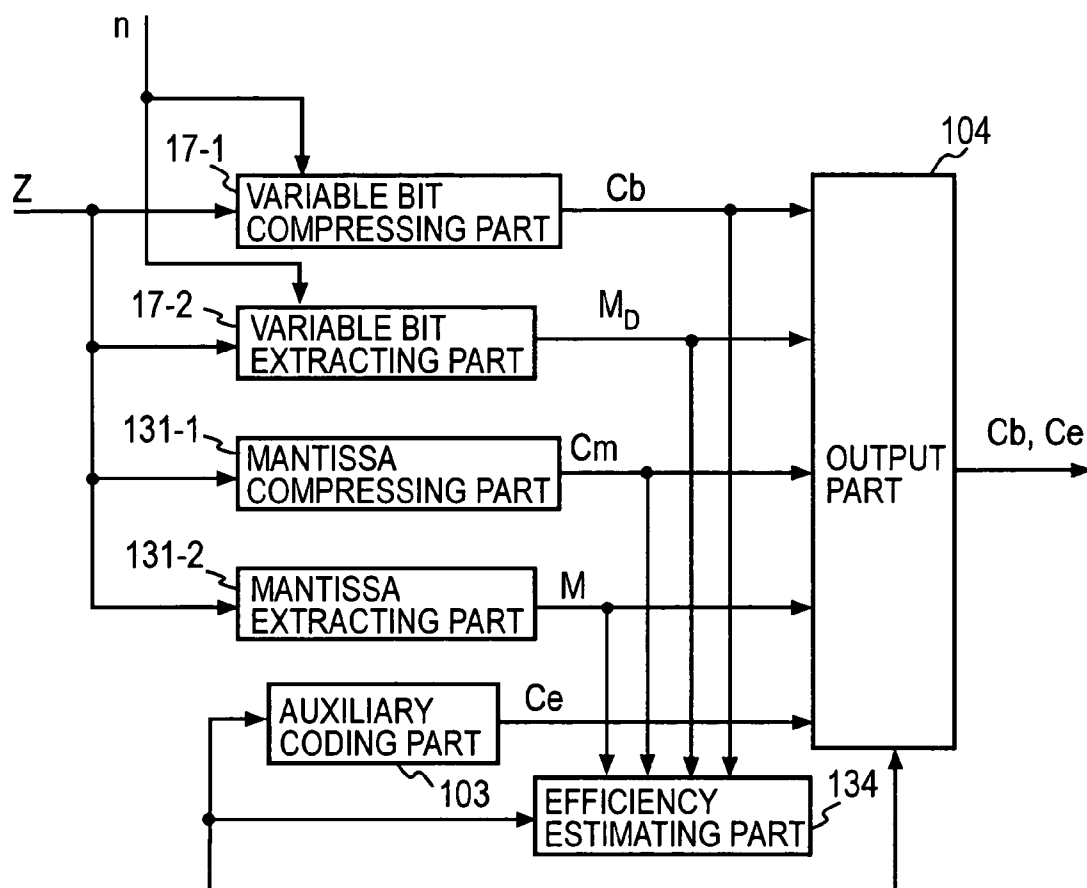 n
104
17-1
Z
VARIABLE BIT
COMPRESSING PART
Cb
17-2
VARIABLE BIT
EXTRACTING PART
MD
131-1
MANTISSA
COMPRESSING PART
Cm
OUTPUT
PART
Cb, Ce
131-2
MANTISSA
EXTRACTING PART
M
AUXILIARY
CODING PART
Ce
103
EFFICIENCY
ESTIMATING PART
134